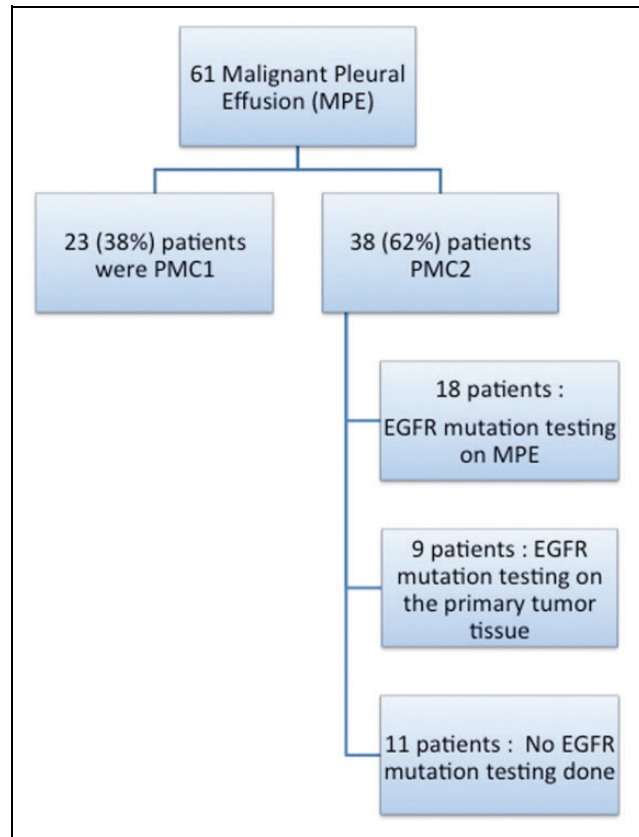 61 Malignant Pleural
Effusion (MPE)
23 (38%) patients
were PMC1
38 (62%) patients
PMC2
18 patients :
EGFR mutation testing
on MPE
9 patients : EGFR
mutation testing on
the primary tumor
tissue
11 patients :  No EGFR
mutation testing done